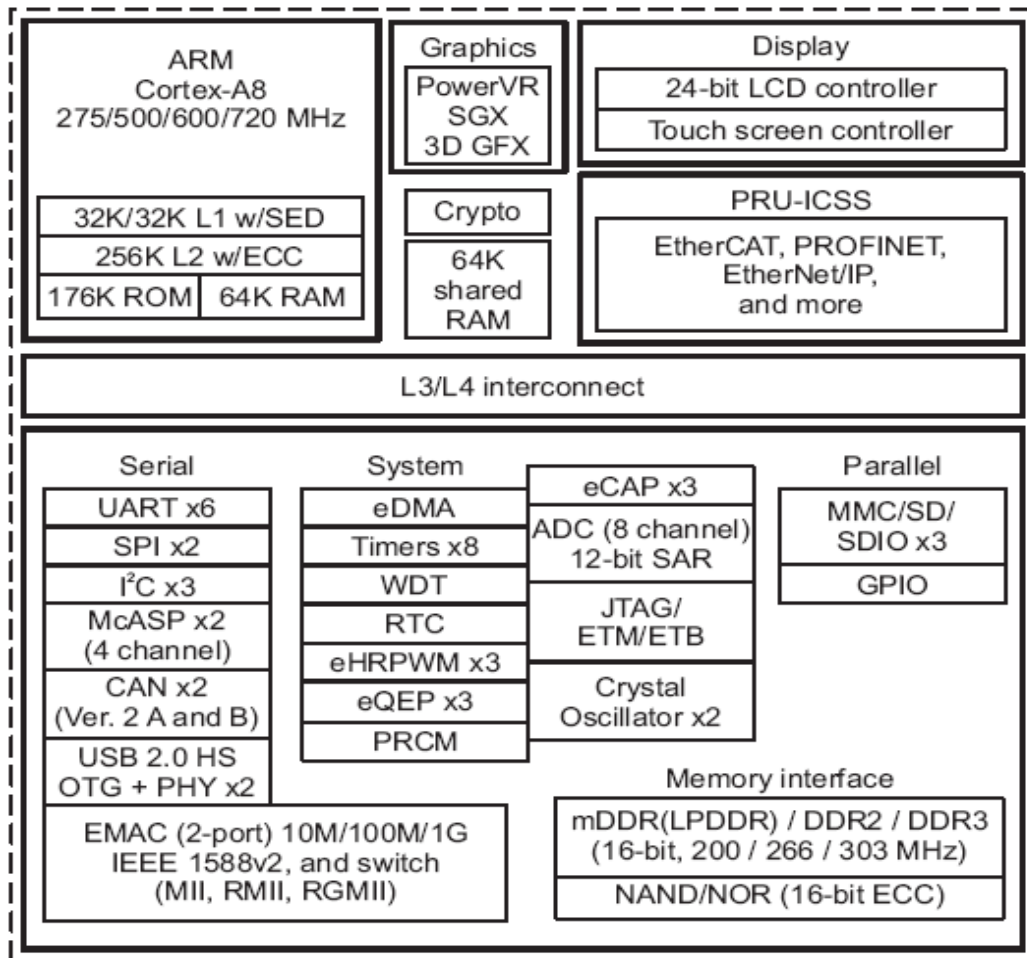 ARM
Cortex-A8
275/500/600/720 MHz
32K/32K L1 w/SED
256K L2 w/ECC
176K ROM
64K RAM
Graphics
PowerVR
SGX
3D GFX
Crypto
64K
shared
RAM
Display
24-bit LCD controller
Touch screen controller
PRU-ICSS
EtherCAT, PROFINET,
EtherNet/IP,
and more
L3/L4 interconnect
Serial
UART x6
SPI x2
I²C x3
McASP x2
(4 channel)
CAN x2
(Ver. 2 A and B)
USB 2.0 HS
OTG + PHY x2
EMAC (2-port) 10M/100M/1G
IEEE 1588v2, and switch
(MII, RMII, RGMII)
System
eDMA
Timers x8
WDT
RTC
eHRPWM x3
eQEP x3
PRCM
eCAP x3
ADC (8 channel)
12-bit SAR
JTAG/
ETM/ETB
Crystal
Oscillator x2
Parallel
MMC/SD/
SDIO x3
GPIO
Memory interface
mDDR(LPDDR) / DDR2 / DDR3
(16-bit, 200 / 266 / 303 MHz)
NAND/NOR (16-bit ECC)